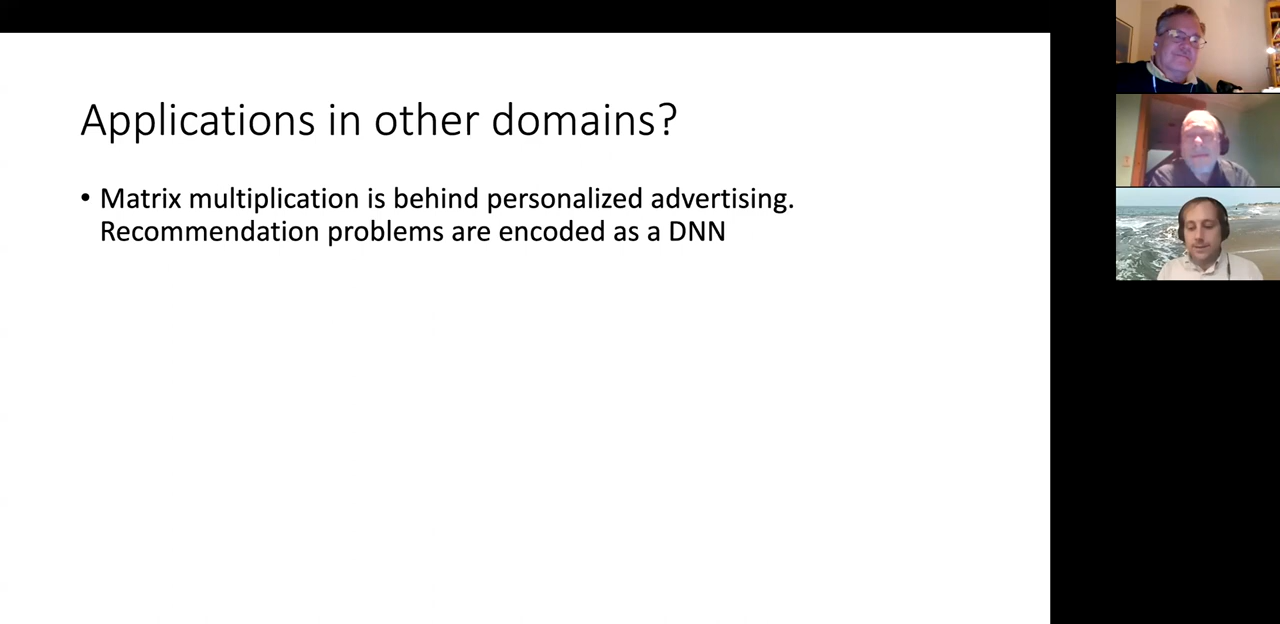 Applications in other domains?
• Matrix multiplication is behind personalized advertising.
Recommendation problems are encoded as a DNN